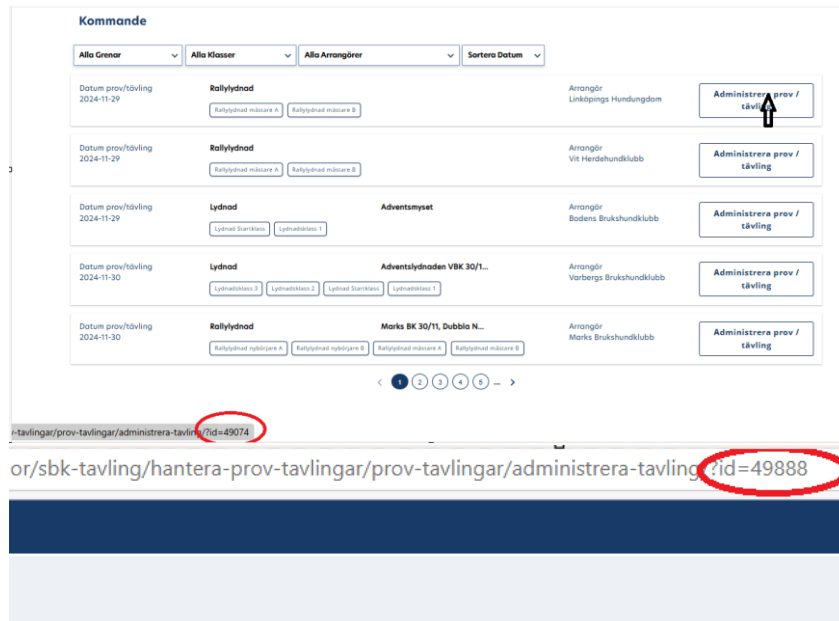 Kommande
Alla Grenar Alla Klasser Alla Arrangörer Sortera Datum
Datum prov/tävling Rallylydnad Arrangör
2024-11-29 Linköpings Hundungdom Administrera prov / tävling
Rallylydnad mästare A Rallylydnad mästare B
Datum prov/tävling Rallylydnad Arrangör
2024-11-29 Vit Herdehundklubb Administrera prov / tävling
Rallylydnad mästare A Rallylydnad mästare B
Datum prov/tävling Lydnad Adventsmyset Arrangör
2024-11-29 Bodens Brukshundklubb Administrera prov / tävling
Lydnad Startklass Lydnadsklass 1
Datum prov/tävling Lydnad Adventslydnaden VBK 30/1... Arrangör
2024-11-30 Varbergs Brukshundklubb Administrera prov / tävling
Lydnadsklass 3 Lydnadsklass 2 Lydnad Startklass Lydnadsklass 1
Datum prov/tävling Rallylydnad Marks BK 30/11, Dubbla N... Arrangör
2024-11-30 Marks Brukshundklubb Administrera prov / tävling
Rallylydnad nybörjare A Rallylydnad nybörjare B Rallylydnad mästare A Rallylydnad mästare B
< 1 2 3 4 5 ... >
-tavlingar/prov-tavlingar/administrera-tavling/?id=49074
or/sbk-tavling/hantera-prov-tavlingar/prov-tavlingar/administrera-tavling/?id=49888